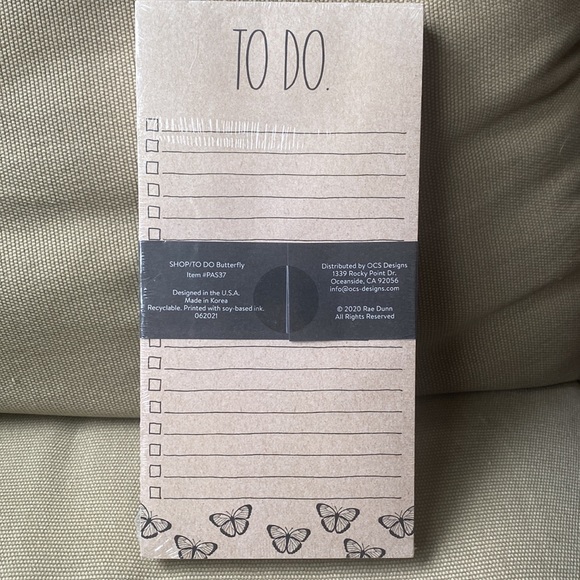 TO DO.
SHOP/TO DO Butterfly
Item #PAS37
Designed in the U.S.A.
Made in Korea
Recyclable. Printed with soy-based ink.
062021
Distributed by OCS Designs
1339 Rocky Point Dr.
Oceanside, CA 92056
info@ocs-designs.com
© 2020 Rae Dunn
All Rights Reserved